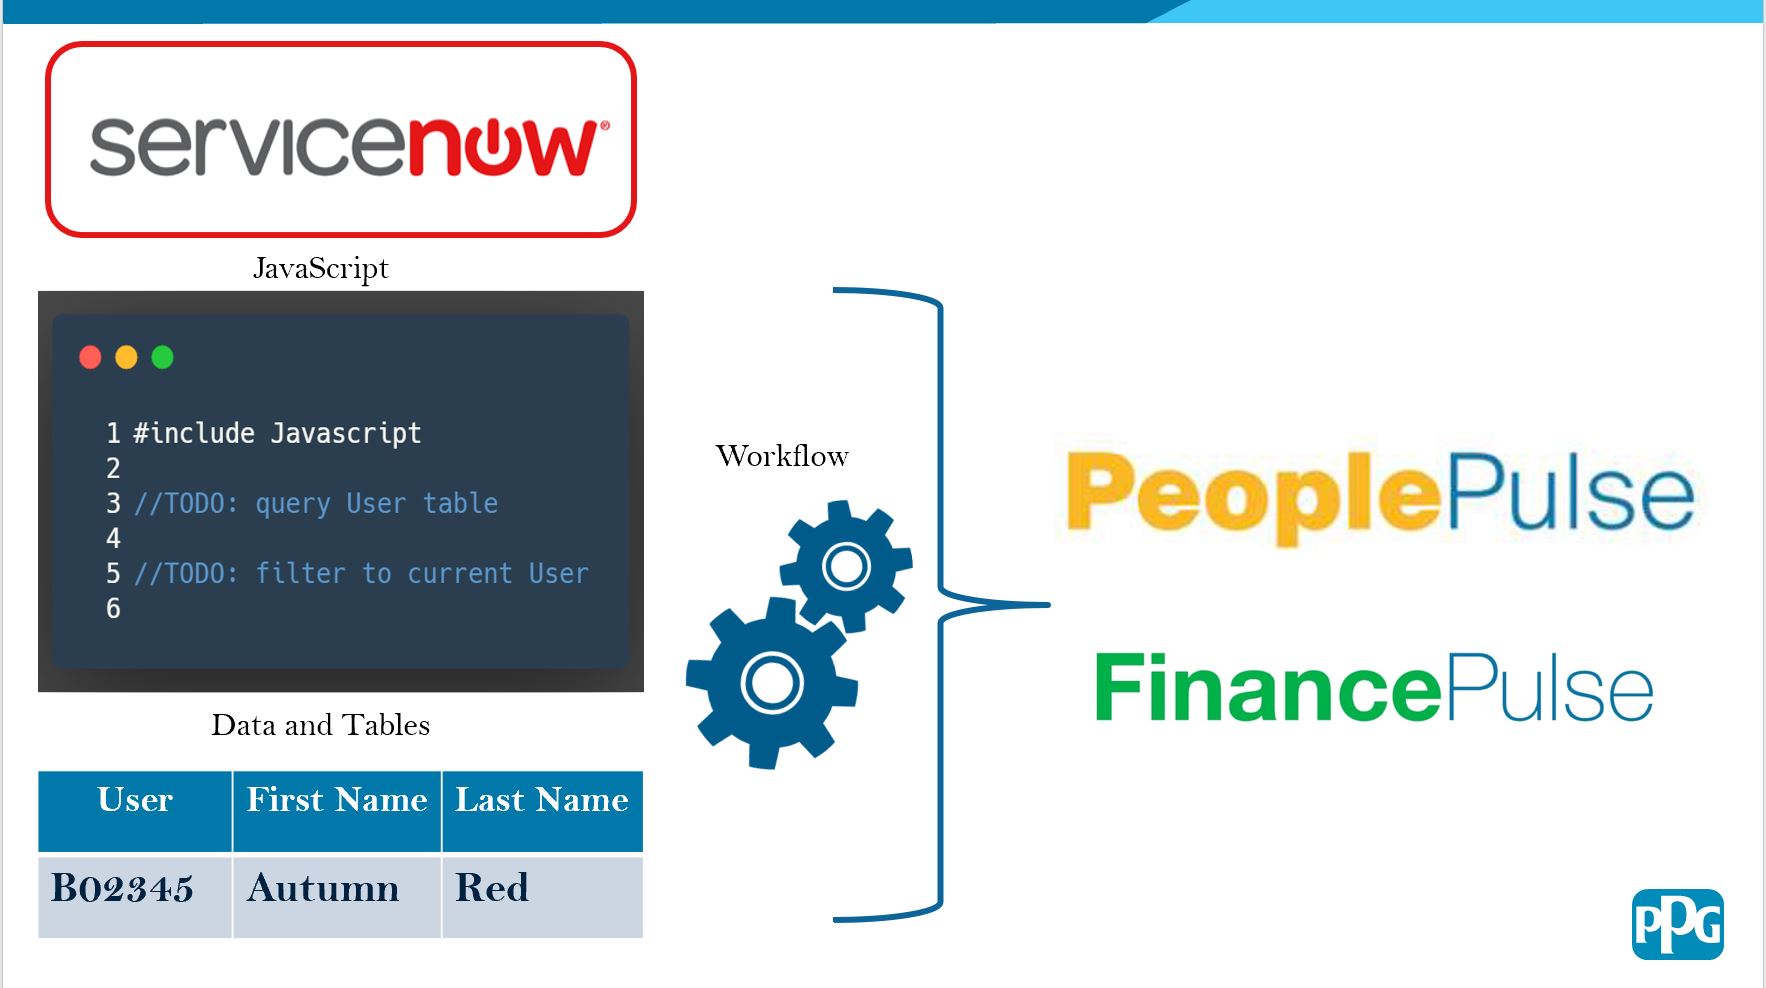 servicenow®
JavaScript
1 #include Javascript
2
3 //TODO: query User table
4
5 //TODO: filter to current User
6
Data and Tables
User First Name Last Name
B02345 Autumn Red
Workflow
PeoplePulse
FinancePulse
PPG